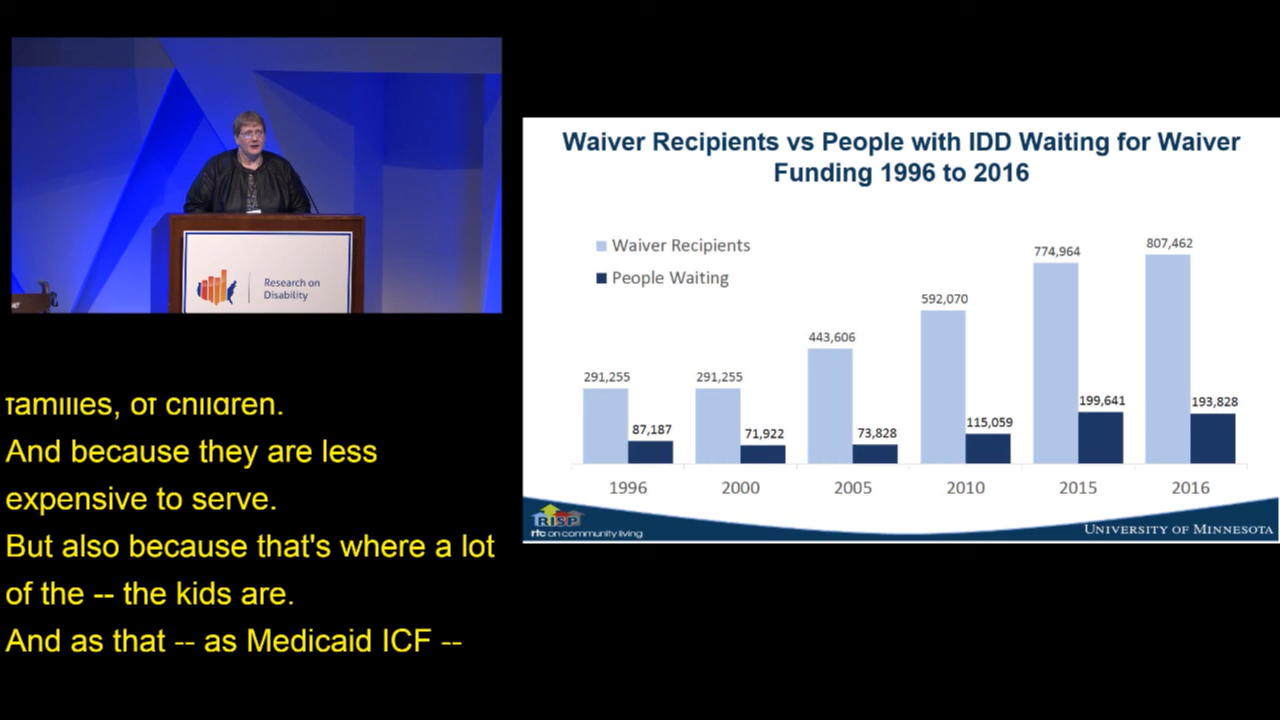 Research on
Disability
families, of children.
And because they are less
expensive to serve.
But also because that's where a lot
of the -- the kids are.
And as that -- as Medicaid ICF --
Waiver Recipients vs People with IDD Waiting for Waiver
Funding 1996 to 2016
Waiver Recipients
People Waiting
291,255
87,187
291,255
71,922
443,606
73,828
592,070
115,059
774,964
199,641
807,462
193,828
1996 2000 2005 2010 2015 2016
RISP
rtc on community living
UNIVERSITY OF MINNESOTA